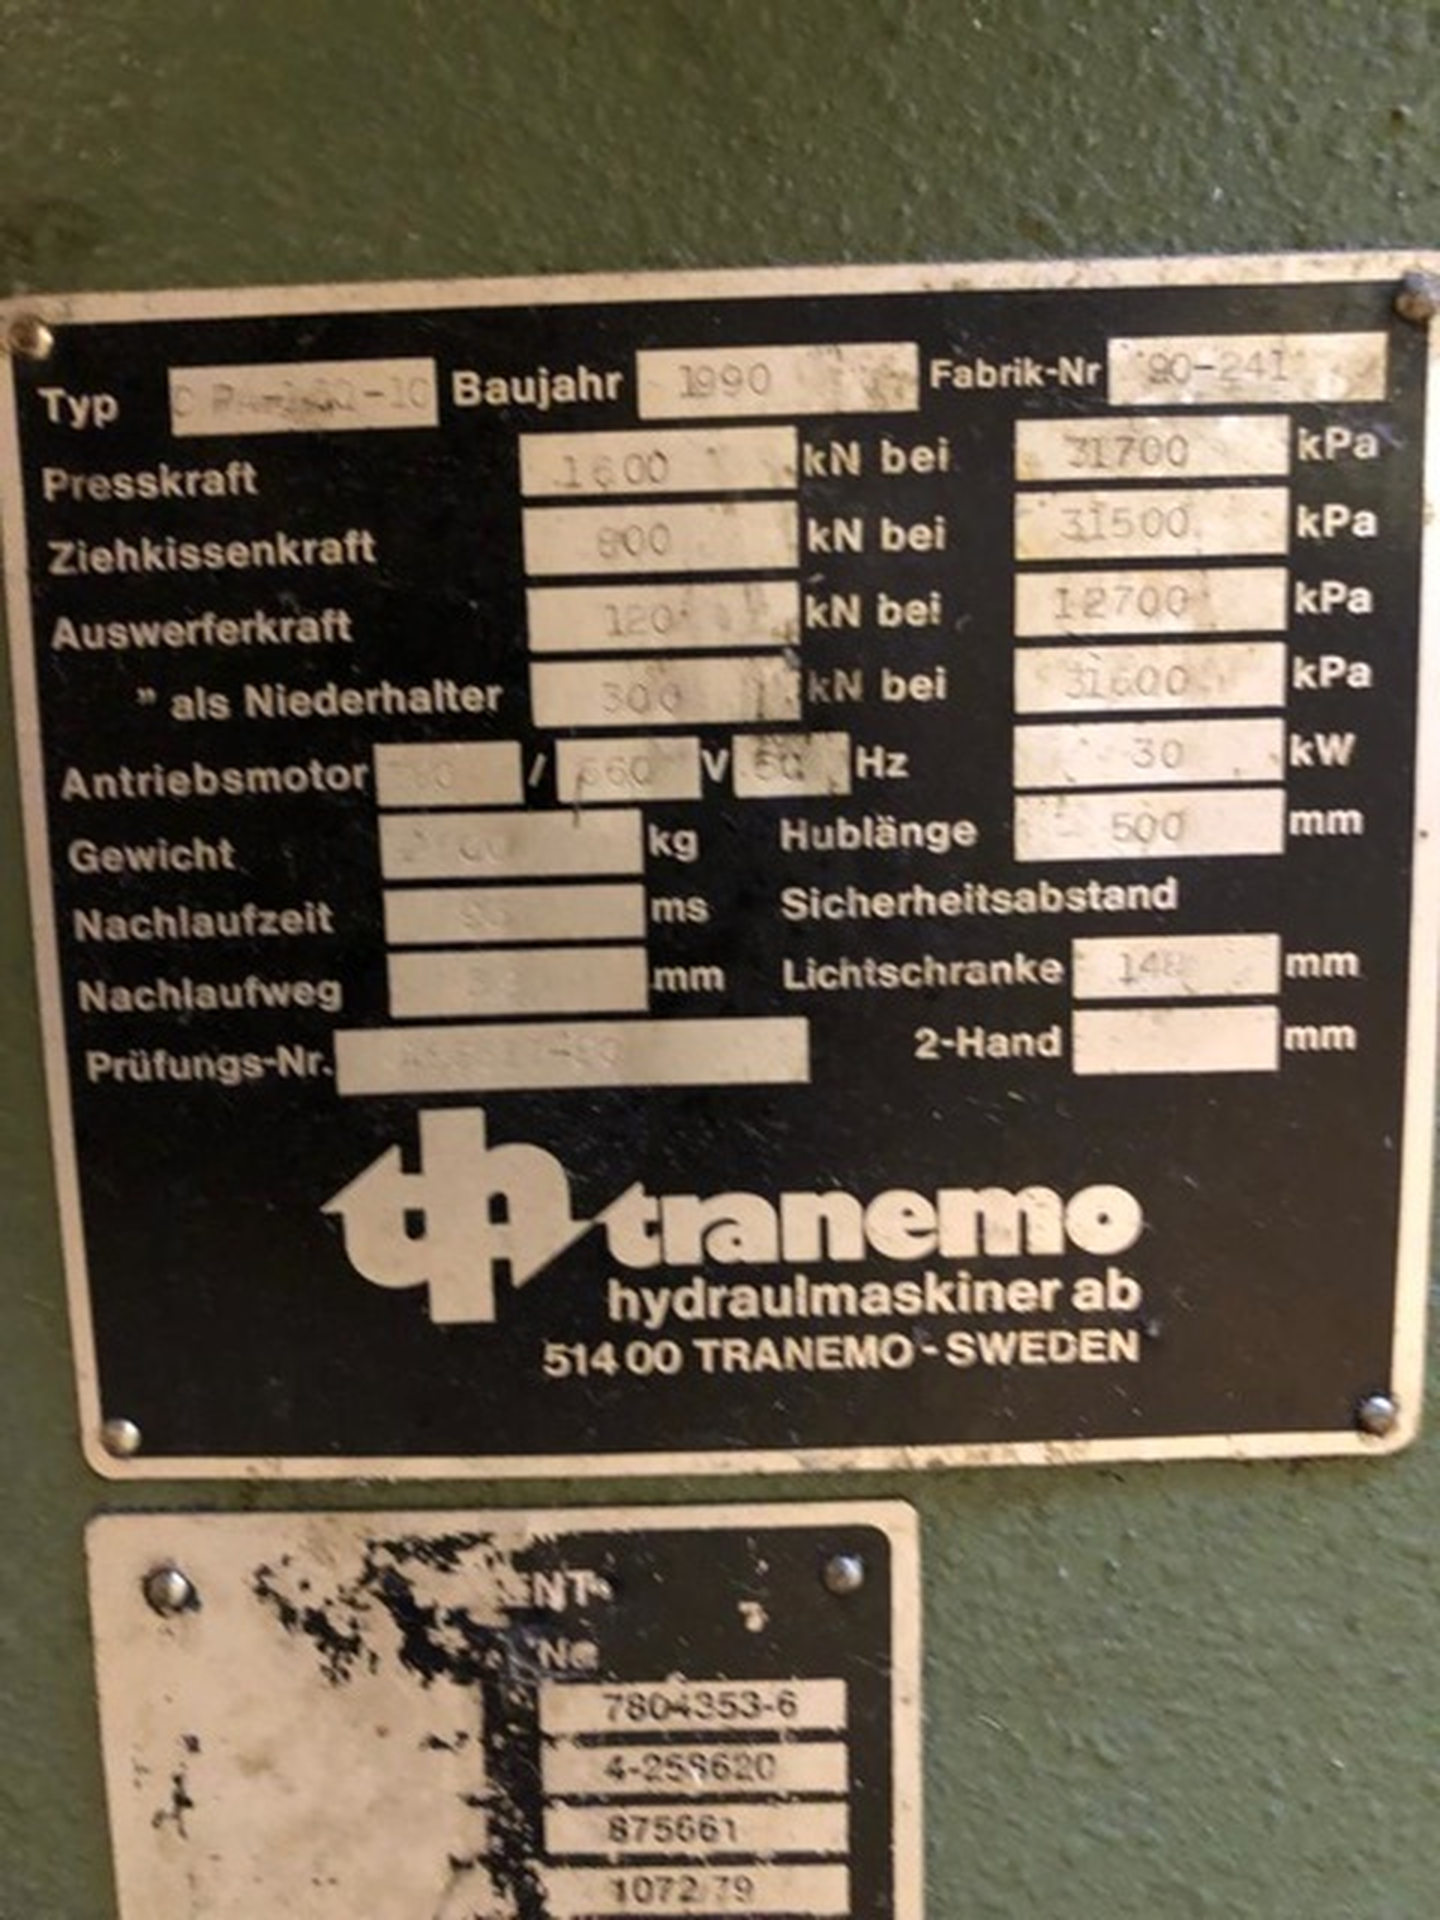 Typ Baujahr 1990 Fabrik-Nr 90-241
Presskraft 1600 kN bei 31700 kPa
Ziehkissenkraft 800 kN bei 31500 kPa
Auswerferkraft 120 kN bei 12700 kPa
" als Niederhalter 300 kN bei 31600 kPa
Antriebsmotor / 660 V 50 Hz 30 kW
Gewicht kg Hublänge 500 mm
Nachlaufzeit ms Sicherheitsabstand
Nachlaufweg mm Lichtschranke mm
Prüfungs-Nr. 2-Hand mm
tranemo
hydraulmaskiner ab
514 00 TRANEMO - SWEDEN
7804353-6
875661
1072 79